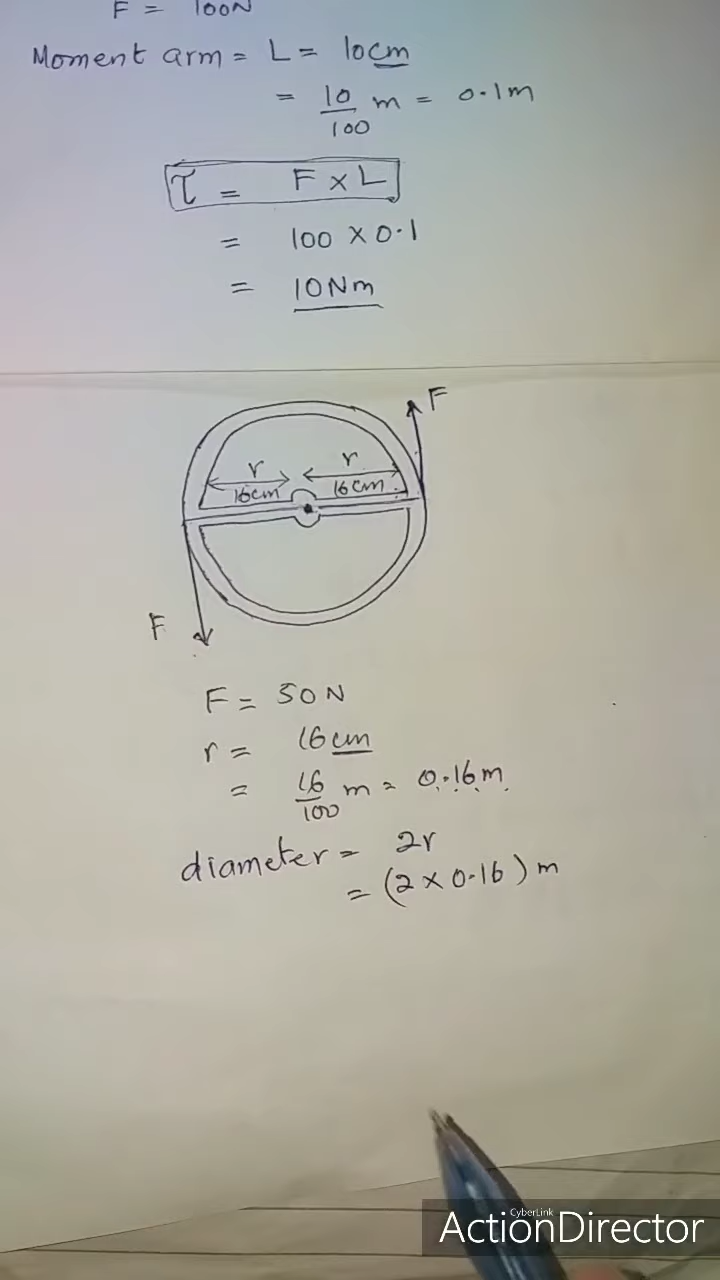 F = 100N
Moment arm = L = 10cm
= 10/100 m = 0.1m
τ = F × L
= 100 × 0.1
= 10Nm
F
r r
16cm 16cm
F
F = 50N
r = 16cm
= 16/100 m = 0.16m
diameter = 2r
= (2 × 0.16) m
CyberLink
ActionDirector